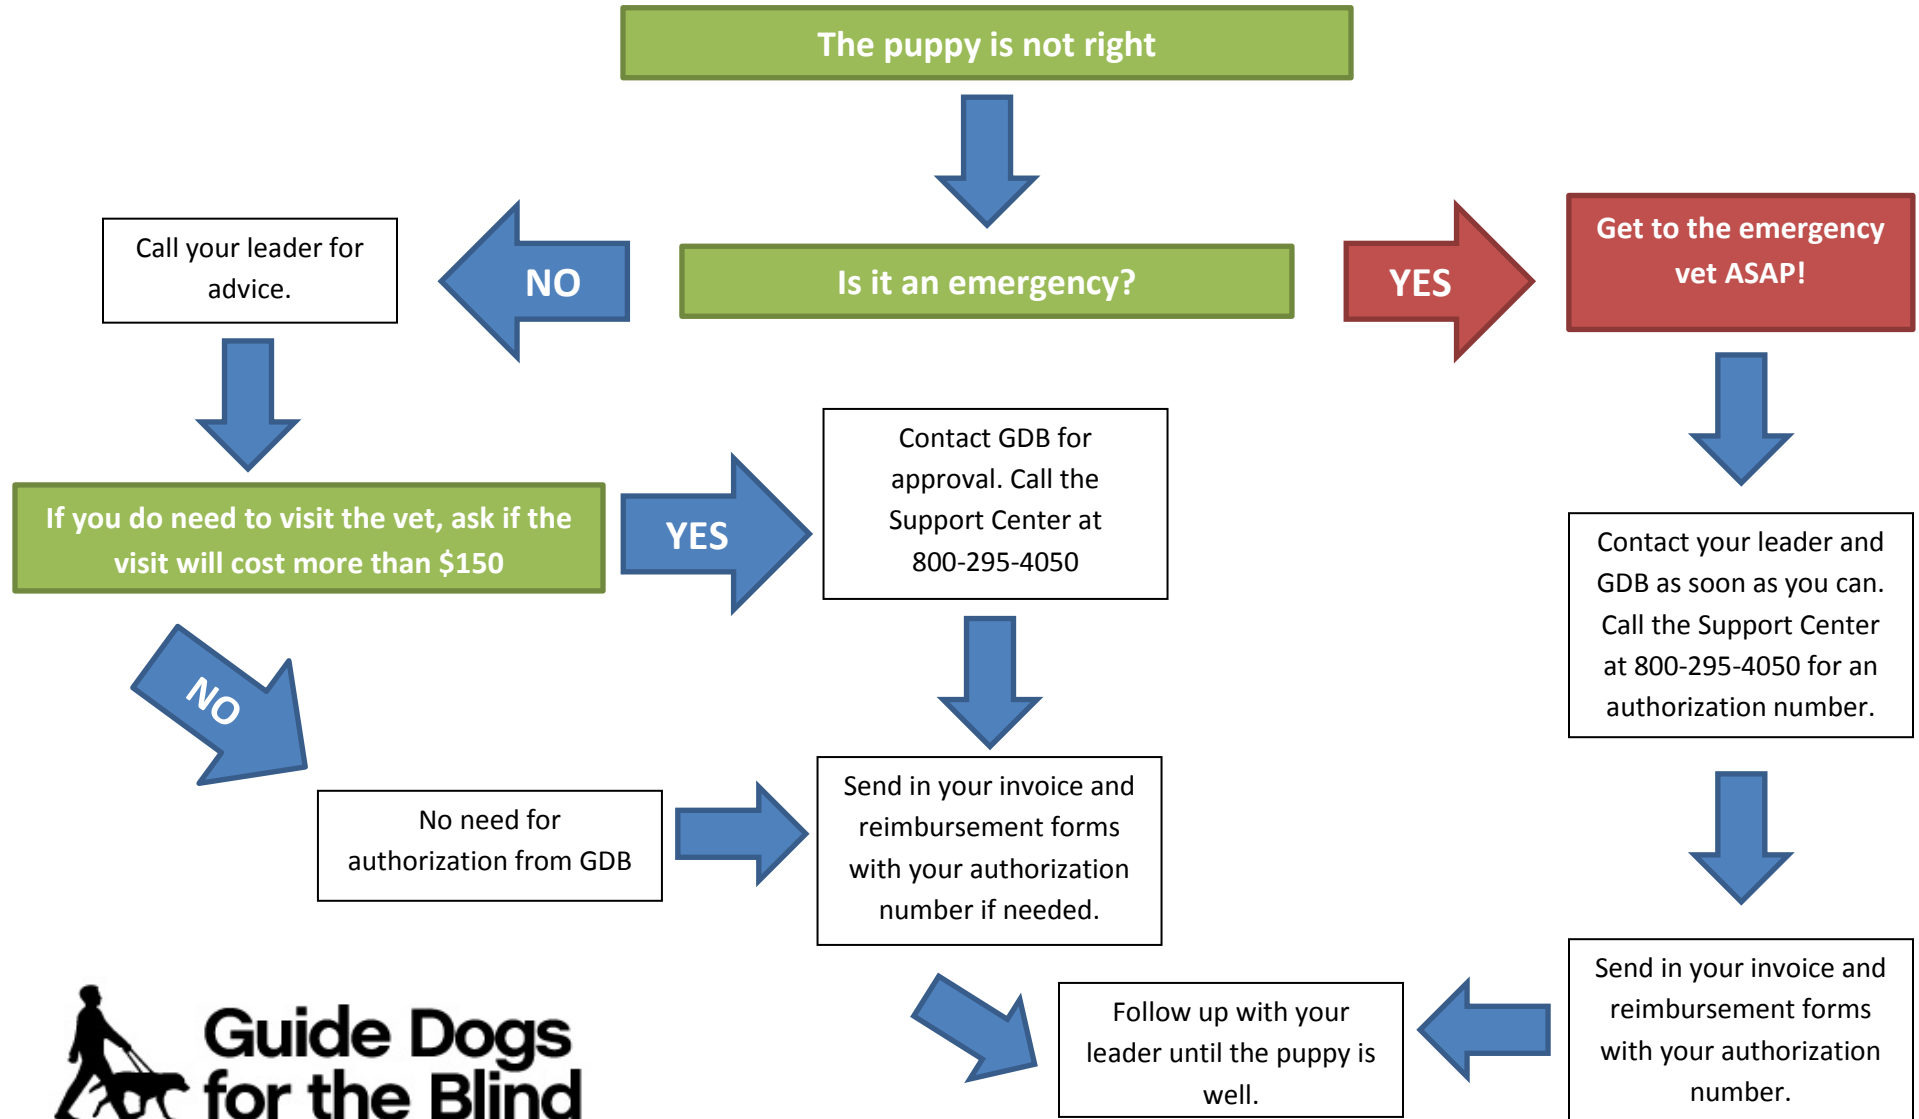 The puppy is not right
Call your leader for
advice.
NO
Is it an emergency?
YES
Get to the emergency
vet ASAP!
If you do need to visit the vet, ask if the
visit will cost more than $150
YES
Contact GDB for
approval. Call the
Support Center at
800-295-4050
Contact your leader and
GDB as soon as you can.
Call the Support Center
at 800-295-4050 for an
authorization number.
NO
No need for
authorization from GDB
Send in your invoice and
reimbursement forms
with your authorization
number if needed.
Send in your invoice and
reimbursement forms
with your authorization
number.
Follow up with your
leader until the puppy is
well.
Guide Dogs
for the Blind